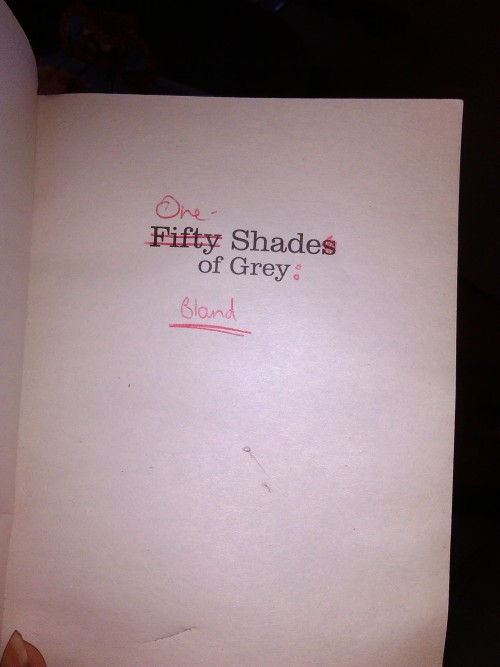 One-
Fifty Shades
of Grey:
Bland